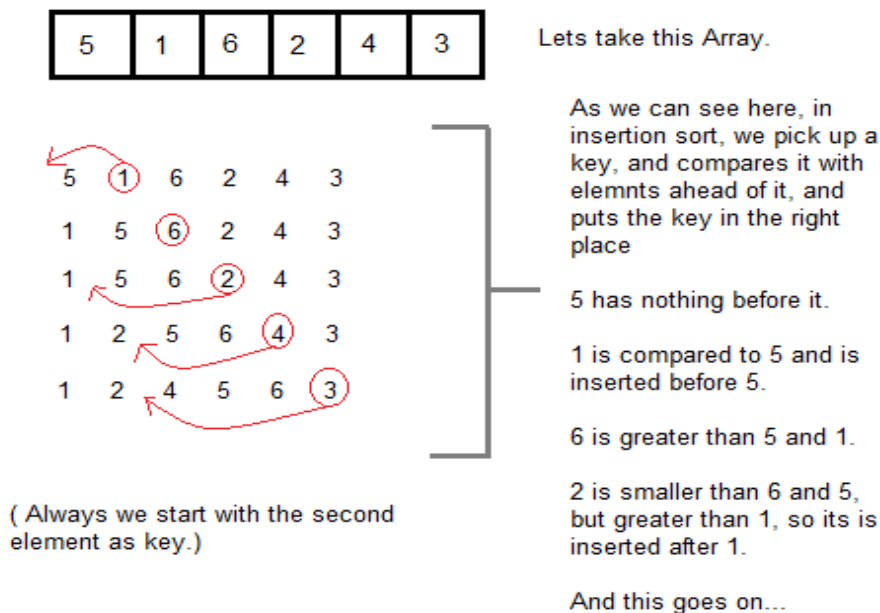 5 1 6 2 4 3
Lets take this Array.
5 1 6 2 4 3
1 5 6 2 4 3
1 5 6 2 4 3
1 2 5 6 4 3
1 2 4 5 6 3
( Always we start with the second
element as key.)
As we can see here, in
insertion sort, we pick up a
key, and compares it with
elemnts ahead of it, and
puts the key in the right
place
5 has nothing before it.
1 is compared to 5 and is
inserted before 5.
6 is greater than 5 and 1.
2 is smaller than 6 and 5,
but greater than 1, so its is
inserted after 1.
And this goes on...